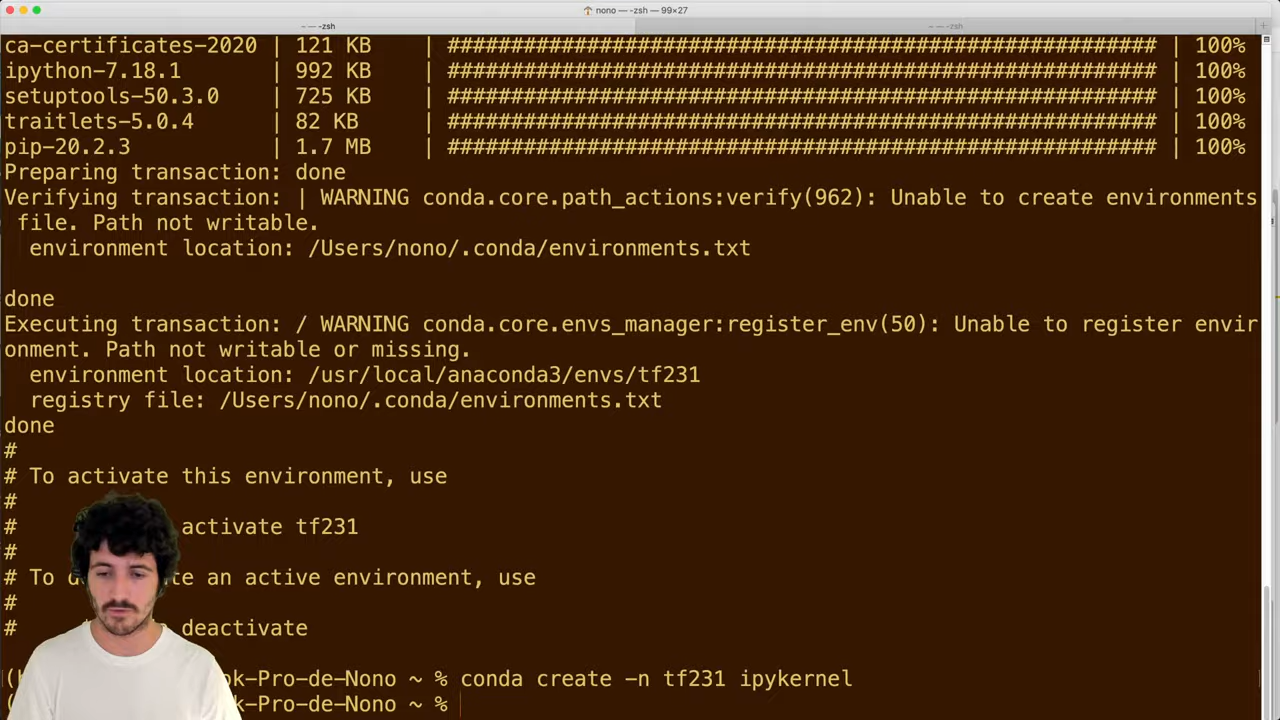 nono — -zsh — 99×27
~ — -zsh
~ — -zsh
ca-certificates-2020 | 121 KB | ######################################################## | 100%
ipython-7.18.1 | 992 KB | ######################################################## | 100%
setuptools-50.3.0 | 725 KB | ######################################################## | 100%
traitlets-5.0.4 | 82 KB | ######################################################## | 100%
pip-20.2.3 | 1.7 MB | ######################################################## | 100%
Preparing transaction: done
Verifying transaction: | WARNING conda.core.path_actions:verify(962): Unable to create environments
file. Path not writable.
environment location: /Users/nono/.conda/environments.txt
done
Executing transaction: / WARNING conda.core.envs_manager:register_env(50): Unable to register envir
onment. Path not writable or missing.
environment location: /usr/local/anaconda3/envs/tf231
registry file: /Users/nono/.conda/environments.txt
done
#
# To activate this environment, use
#
# activate tf231
#
# To an active environment, use
#
# deactivate
-Pro-de-Nono ~ % conda create -n tf231 ipykernel
-Pro-de-Nono ~ %